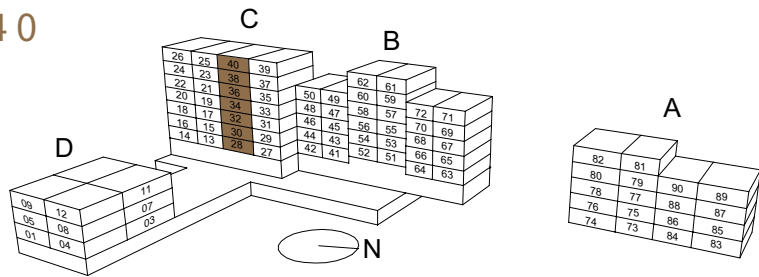 40
C
B
A
D
26 25 40 39
24 23 38 37
22 21 36 35
20 19 34 33
18 17 32 31
16 15 30 29
14 13 28 27
50 49
48 47
46 45
44 43
42 41
62 61
60 59
58 57
56 55
54 53
52 51
72 71
70 69
68 67
66 65
64 63
82 81
80 79
78 77
76 75
74 73
90 89
88 87
86 85
84 83
09 12 11
05 08 07
01 04 03
N